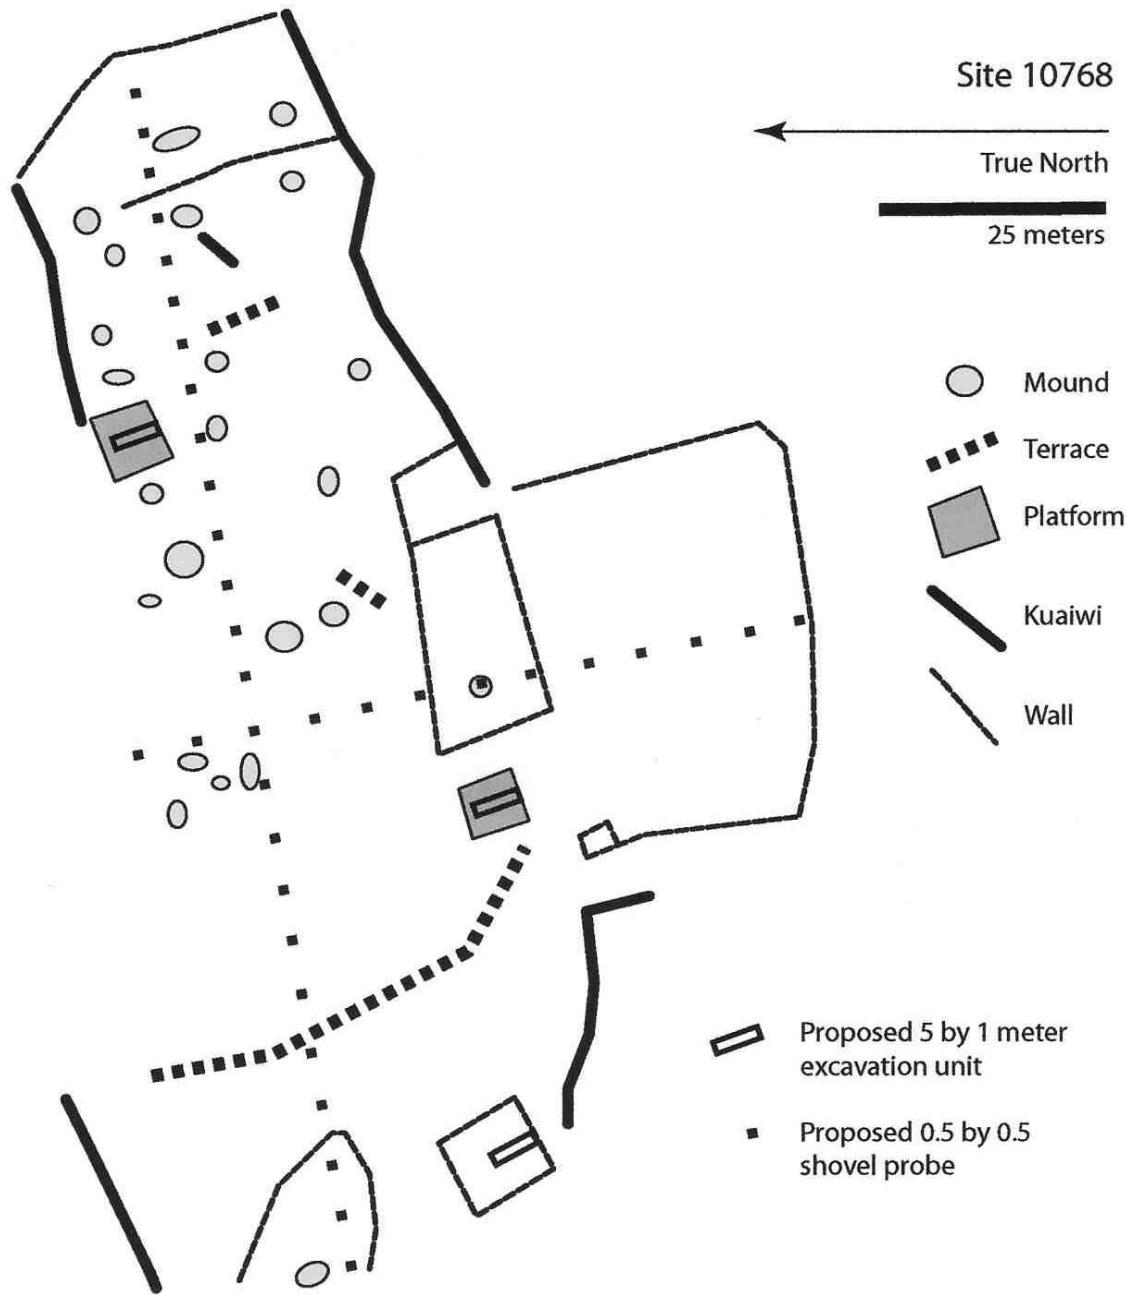 Site 10768
True North
25 meters
Mound
Terrace
Platform
Kuaiwi
Wall
Proposed 5 by 1 meter
excavation unit
Proposed 0.5 by 0.5
shovel probe